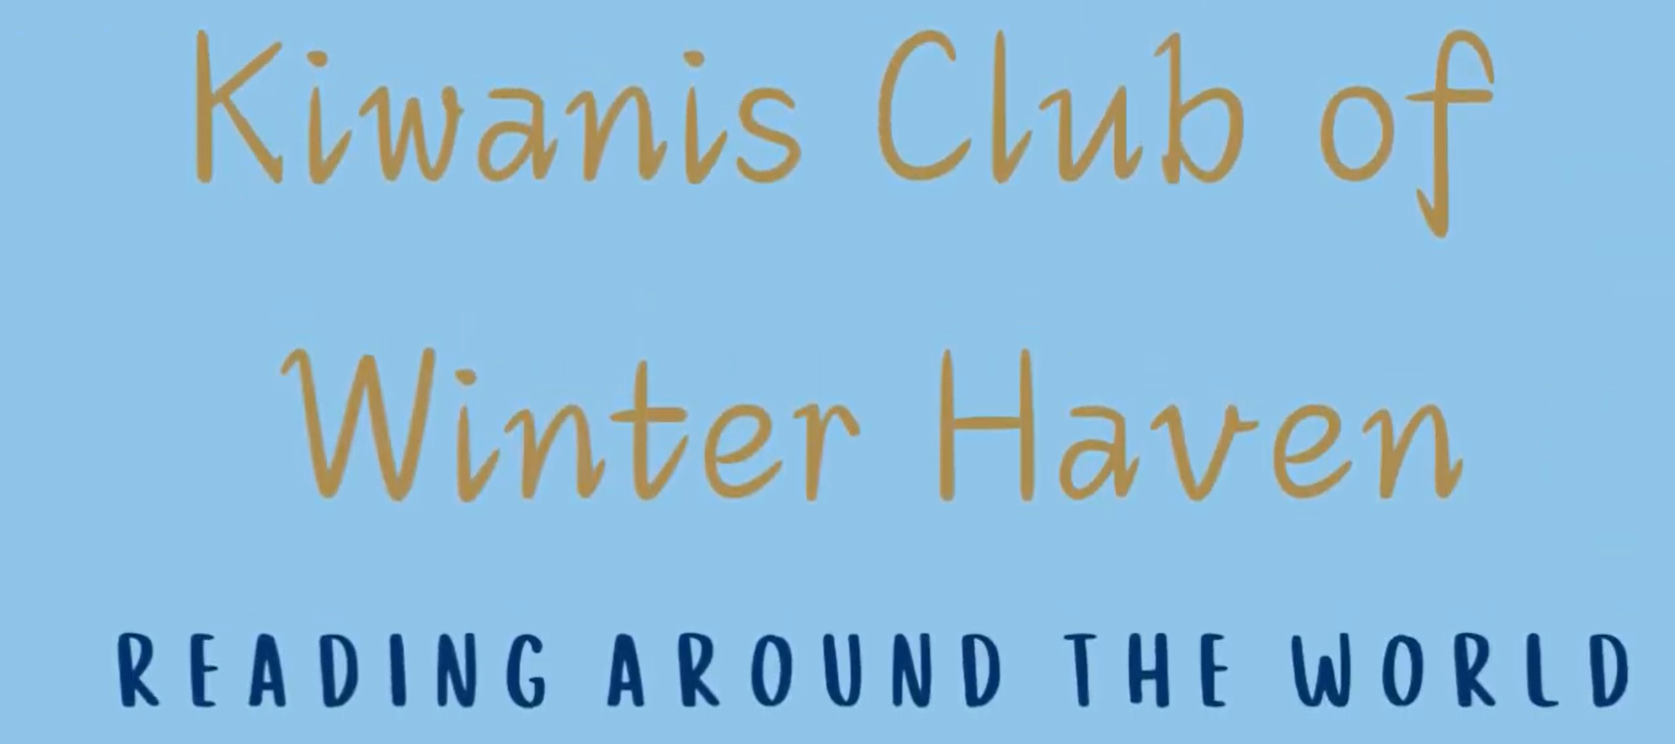 Kiwanis Club of
Winter Haven
READING AROUND THE WORLD